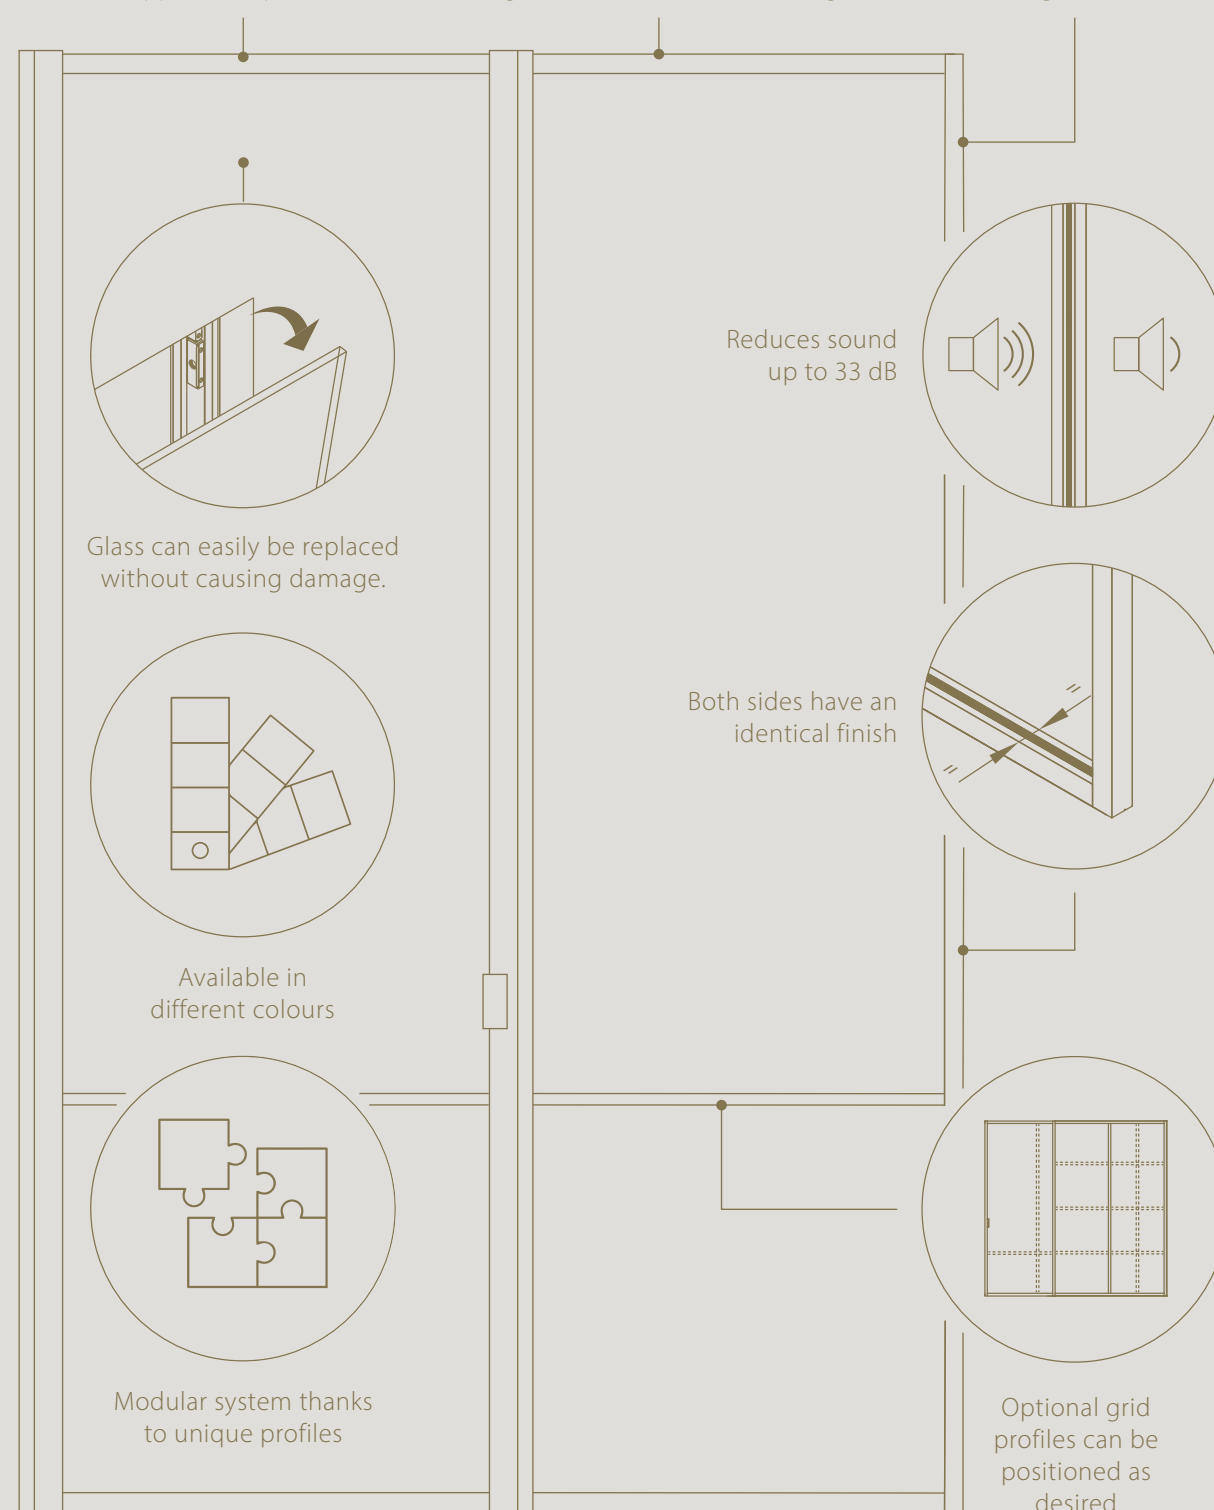 Reduces sound
up to 33 dB
Glass can easily be replaced
without causing damage.
Both sides have an
identical finish
Available in
different colours
Modular system thanks
to unique profiles
Optional grid
profiles can be
positioned as
desired